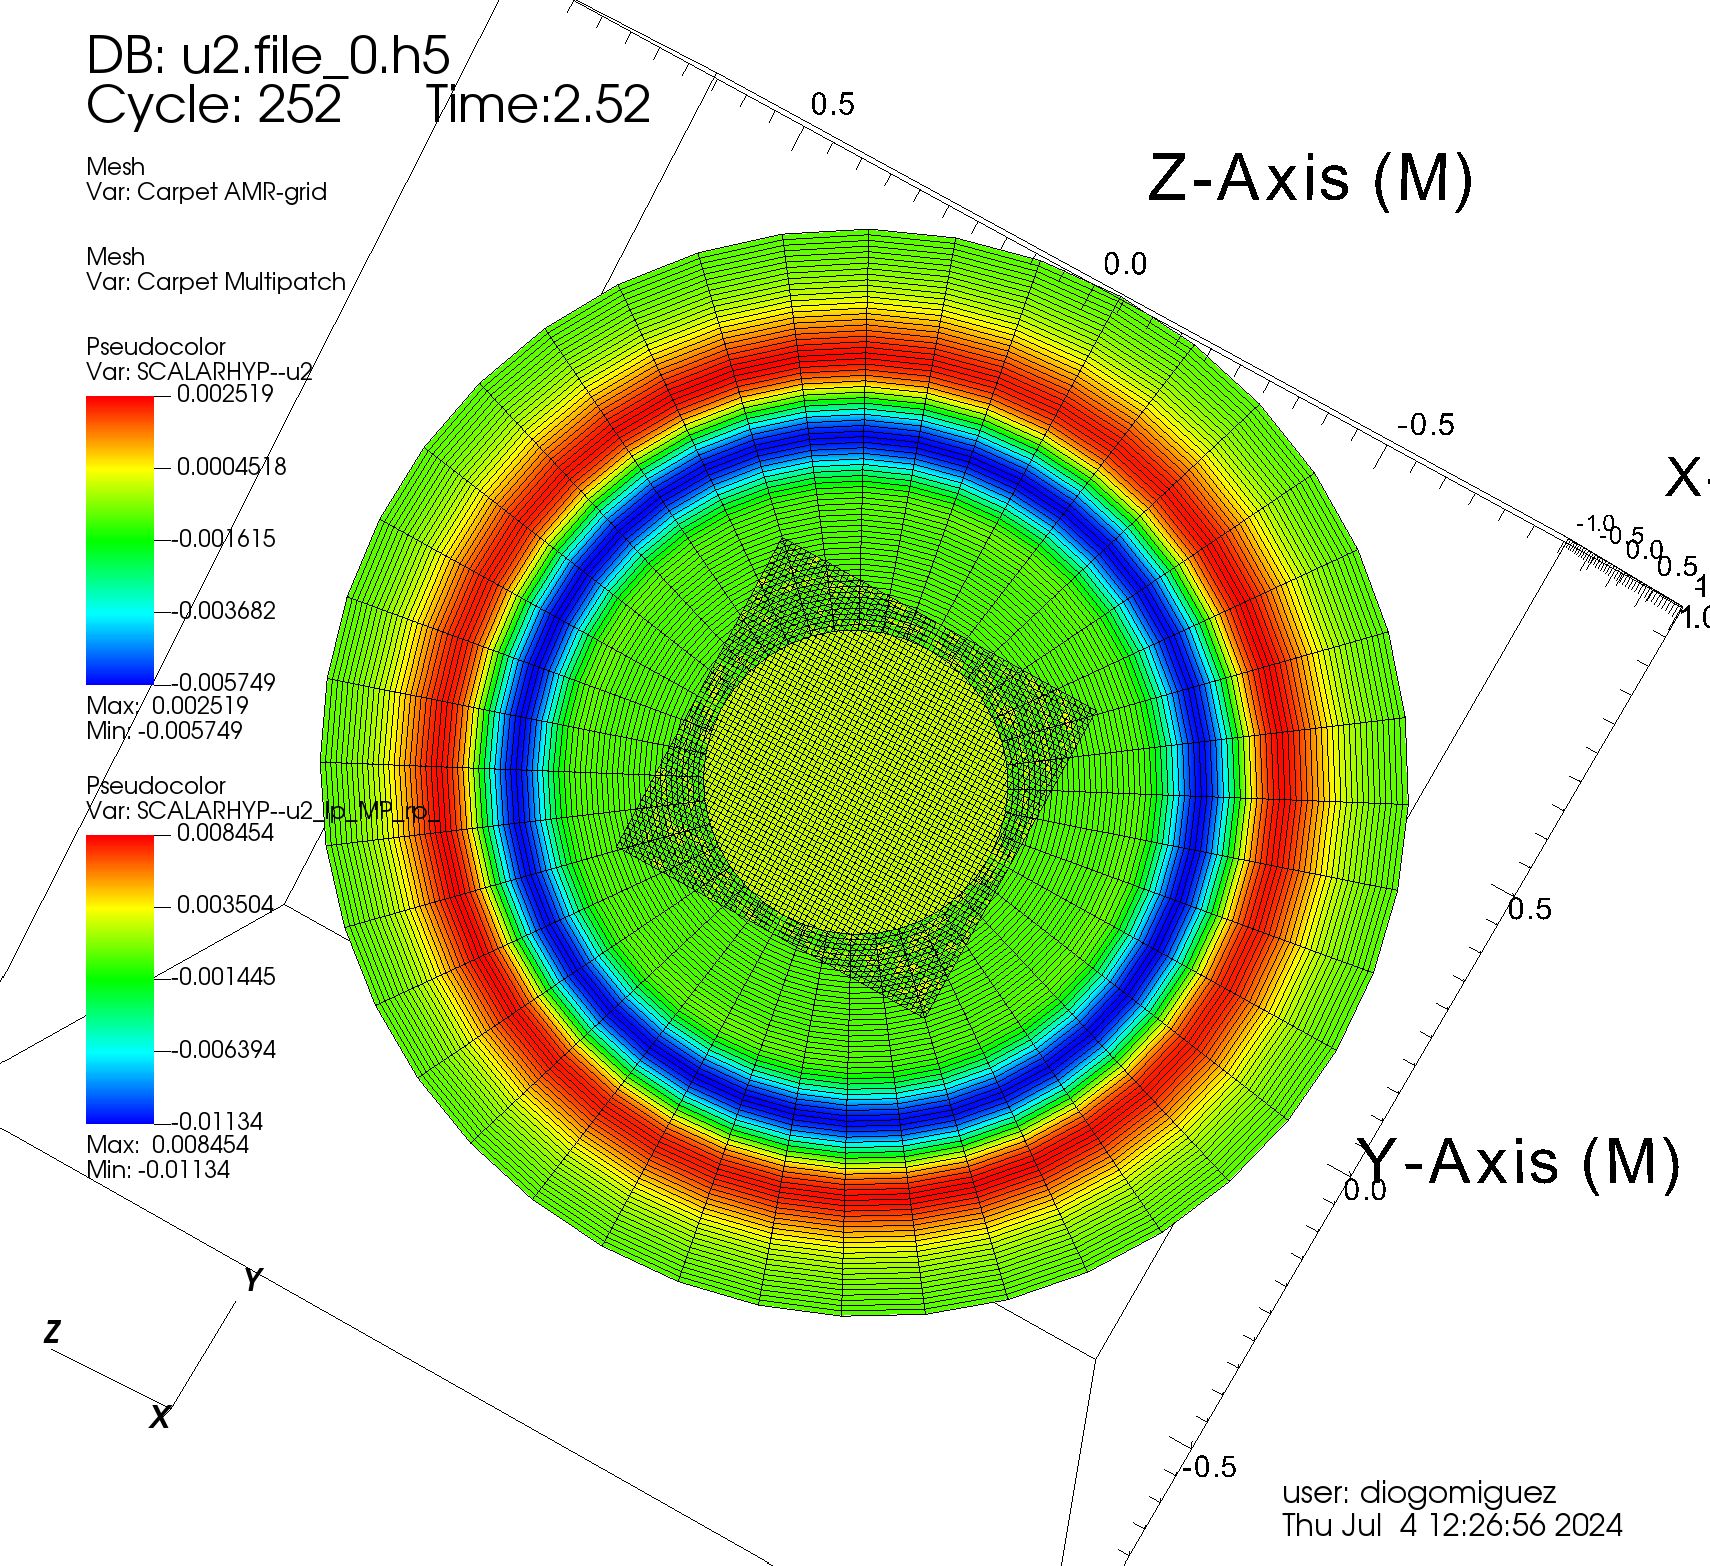 DB: u2.file_0.h5
Cycle: 252 Time:2.52
Mesh
Var: Carpet AMR-grid
Mesh
Var: Carpet Multipatch
Pseudocolor
Var: SCALARHYP--u2
0.002519
0.0004518
-0.001615
-0.003682
-0.005749
Max: 0.002519
Min: -0.005749
Pseudocolor
Var: SCALARHYP--u2_lp_MP_rp_
0.008454
0.003504
-0.001445
-0.006394
-0.01134
Max: 0.008454
Min: -0.01134
Z-Axis (M)
0.5
0.0
-0.5
X-
-1.0
-0.5
0.0
0.5
1
1.0
0.5
Y-Axis (M)
0.0
-0.5
Y
Z
X
user: diogomiguez
Thu Jul 4 12:26:56 2024